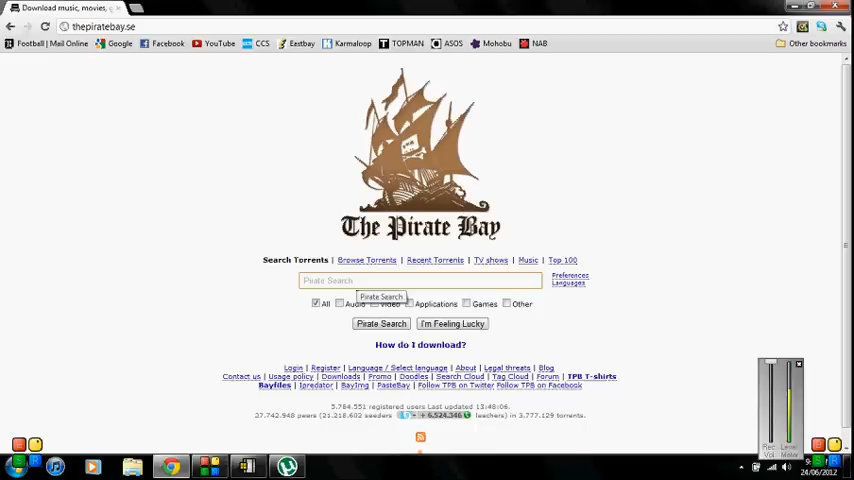 Download music, movies, g
thepiratebay.se
Football | Mail Online Google Facebook YouTube CCS Eastbay Karmaloop TOPMAN ASOS Mohobu NAB Other bookmarks
The Pirate Bay
Search Torrents | Browse Torrents | Recent Torrents | TV shows | Music | Top 100
Pirate Search
Preferences
Languages
Pirate Search
All Audio Video Applications Games Other
Pirate Search I'm Feeling Lucky
How do I download?
Login | Register | Language / Select language | About | Legal threats | Blog
Contact us | Usage policy | Downloads | Promo | Doodles | Search Cloud | Tag Cloud | Forum | TPB T-shirts
Bayfiles | Ipredator | BayImg | PasteBay | Follow TPB on Twitter Follow TPB on Facebook
5.784.551 registered users Last updated 13:48:06.
27.742.948 peers (21.218.602 seeders + 6.524.346 leechers) in 3.777.129 torrents.
Rec Vol
Level Meter
24/06/2012